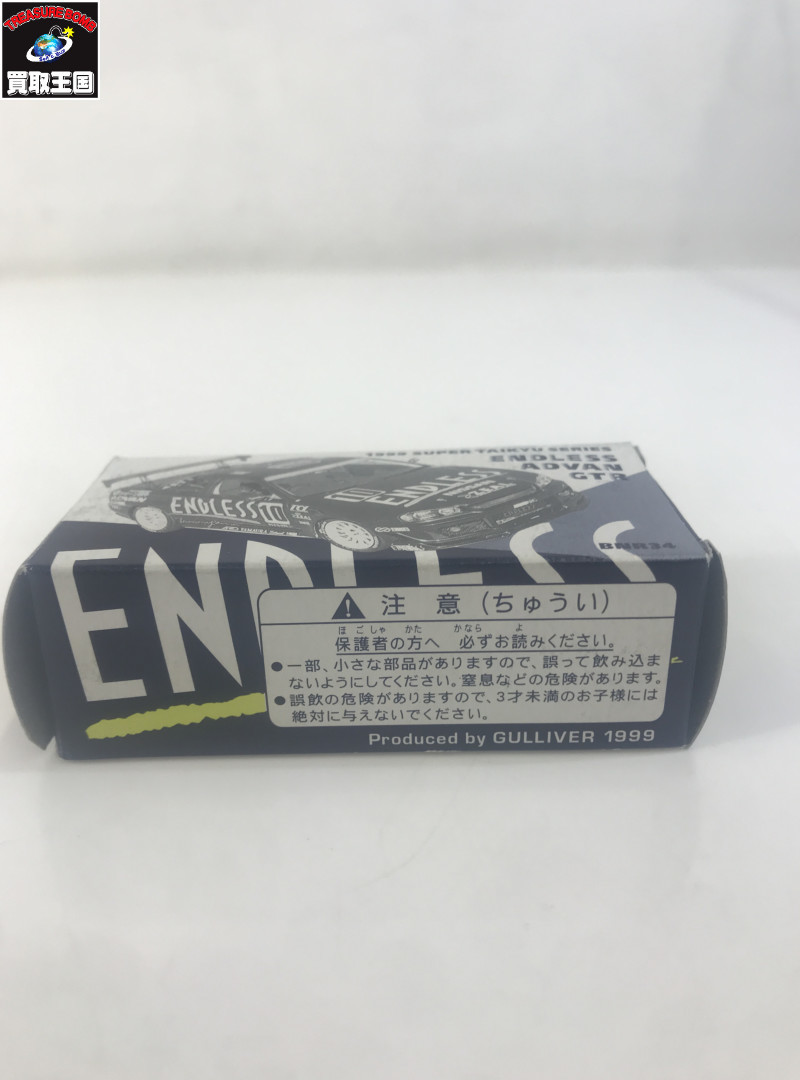 TREASURE BOMB
買取王国
1999 SUPER TAIKYU SERIES
ENDLESS
ADVAN
GTR
ENDLESS 10
ENDLESS
BNR34
ENDLESS
注 意 (ちゅうい)
ほごしゃ かた かなら よ
保護者の方へ 必ずお読みください。
●一部、小さな部品がありますので、誤って飲み込ま
ないようにしてください。窒息などの危険があります。
●誤飲の危険がありますので、3才未満のお子様には
絶対に与えないでください。
Produced by GULLIVER 1999